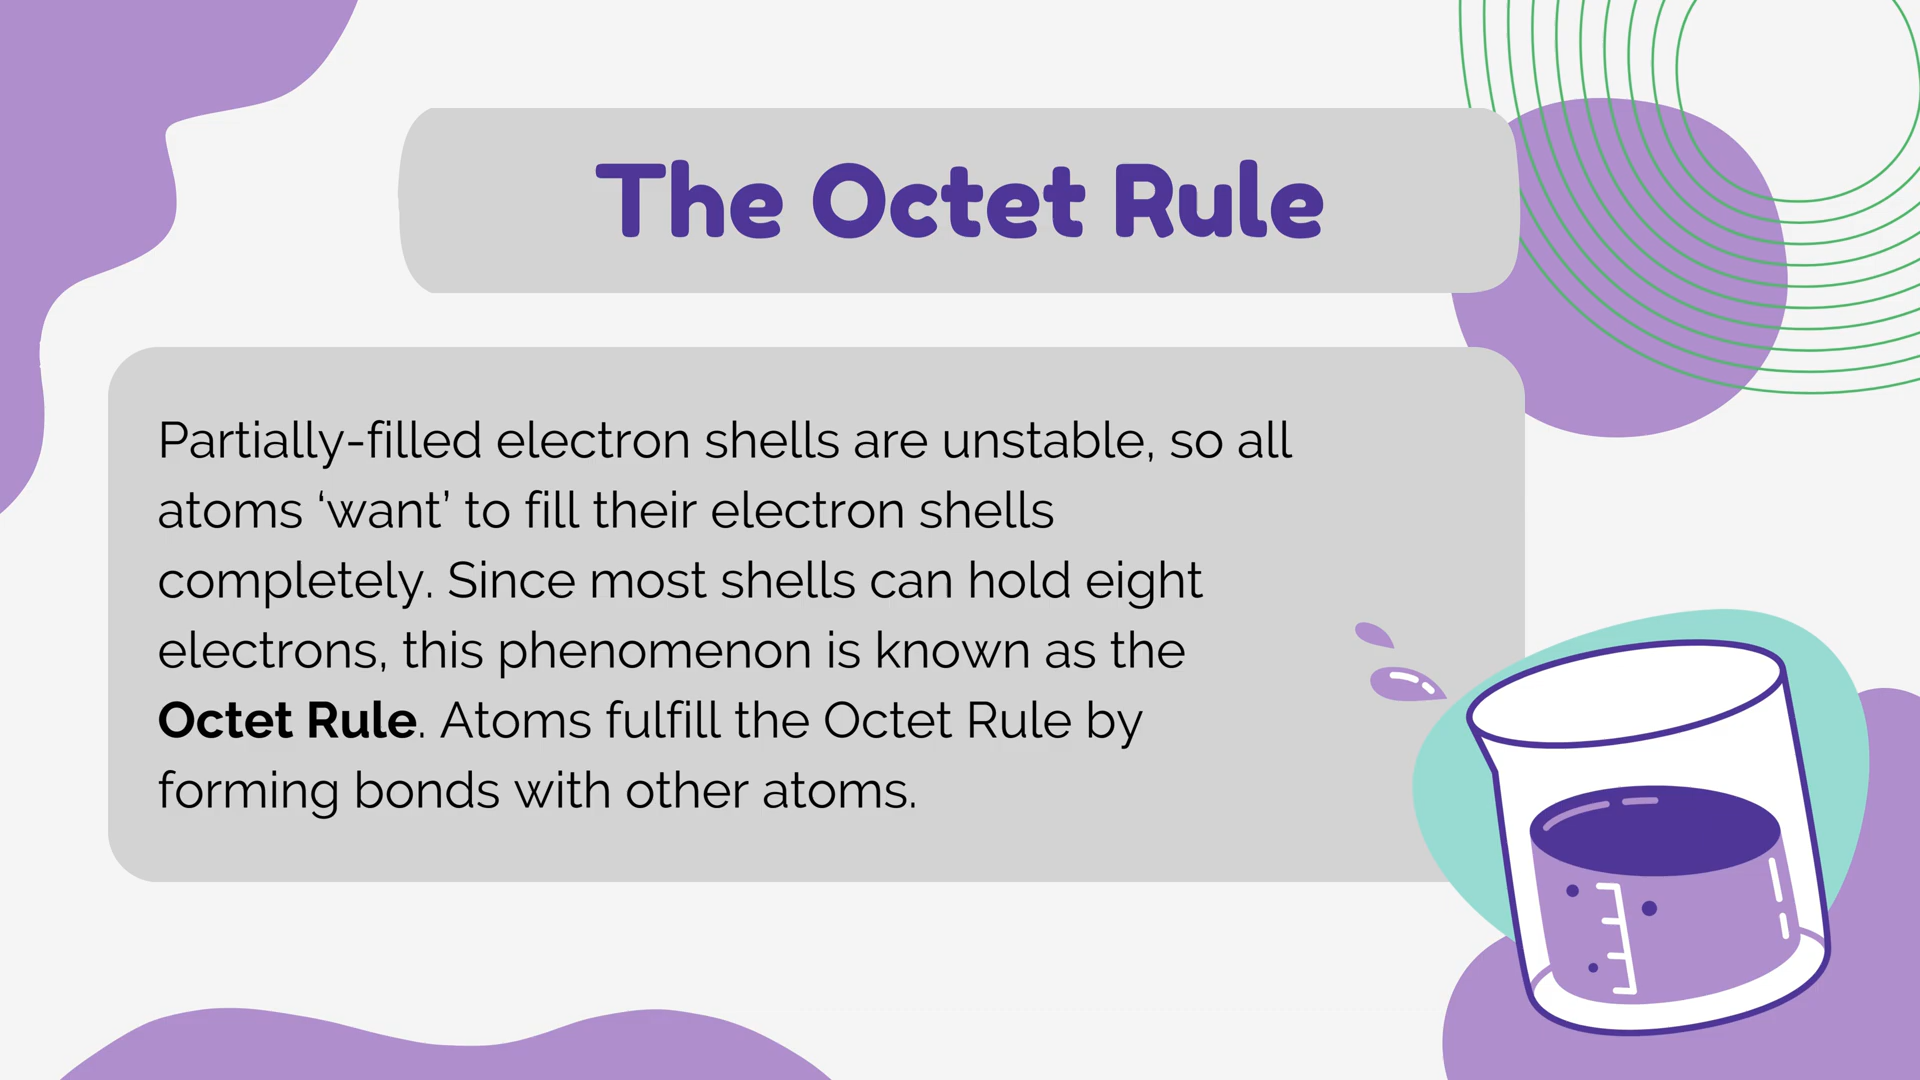 The Octet Rule
Partially-filled electron shells are unstable, so all
atoms ‘want’ to fill their electron shells
completely. Since most shells can hold eight
electrons, this phenomenon is known as the
Octet Rule. Atoms fulfill the Octet Rule by
forming bonds with other atoms.